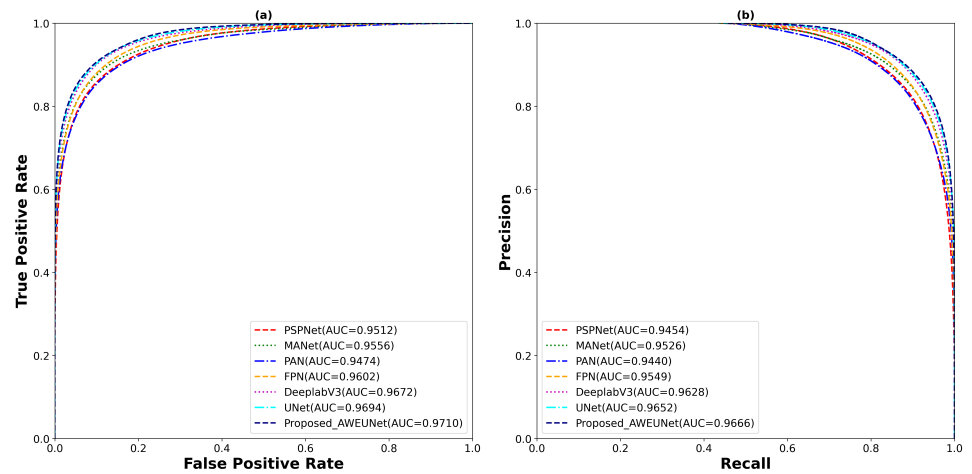 (a)
True Positive Rate
1.0
0.8
0.6
0.4
0.2
0.0
PSPNet(AUC=0.9512)
MANet(AUC=0.9556)
PAN(AUC=0.9474)
FPN(AUC=0.9602)
DeeplabV3(AUC=0.9672)
UNet(AUC=0.9694)
Proposed_AWEUNet(AUC=0.9710)
0.0 0.2 0.4 0.6 0.8 1.0
False Positive Rate
(b)
Precision
1.0
0.8
0.6
0.4
0.2
0.0
PSPNet(AUC=0.9454)
MANet(AUC=0.9526)
PAN(AUC=0.9440)
FPN(AUC=0.9549)
DeeplabV3(AUC=0.9628)
UNet(AUC=0.9652)
Proposed_AWEUNet(AUC=0.9666)
0.0 0.2 0.4 0.6 0.8 1.0
Recall